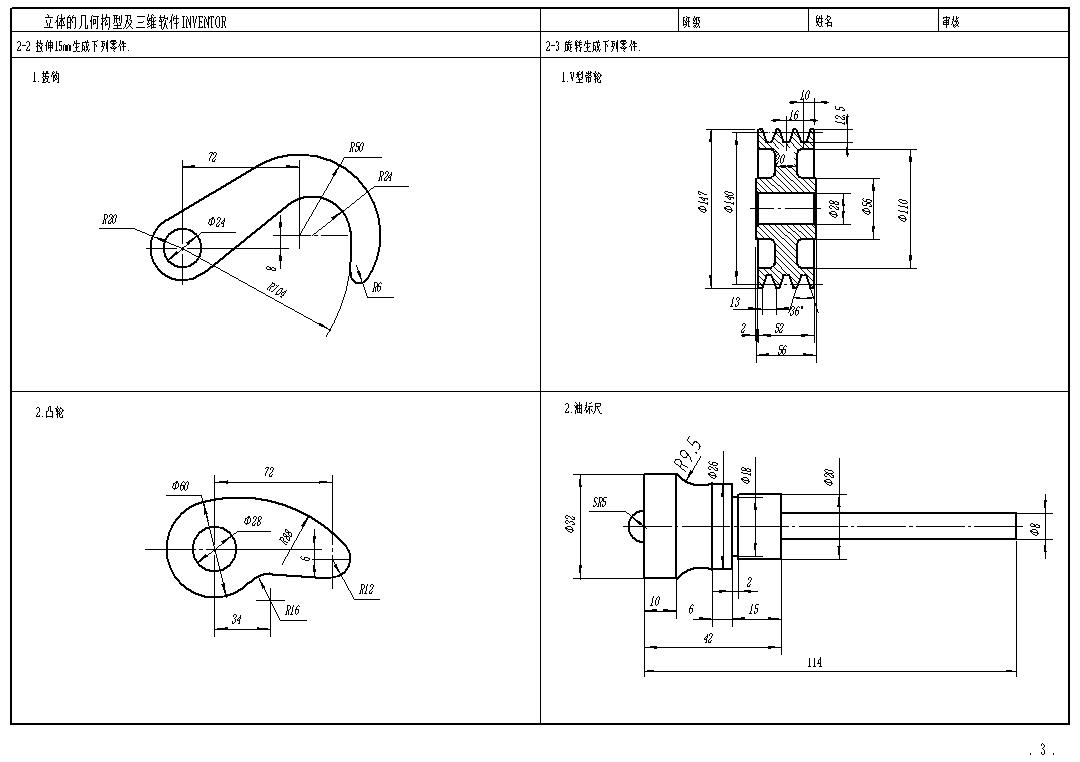 立体的几何构型及三维软件INVENTOR 班级 姓名 审核
2-2 拉伸15mm生成下列零件.
2-3 旋转生成下列零件.
1.拨钩
72
R50
R24
R20
Φ24
8
R104
R6
1.V型带轮
10
16
12.5
20
Φ147
Φ140
Φ28
Φ56
Φ110
13
36°
2
52
56
2.凸轮
72
Φ60
Φ28
R88
6
R12
R16
34
2.油标尺
R9.5
Φ26
Φ18
Φ20
SR5
Φ32
Φ8
2
10
6
15
42
114
. 3 .